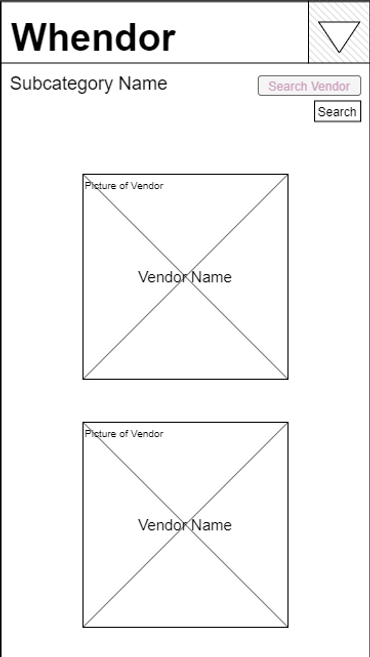 Whendor
Subcategory Name
Search Vendor
Search
Picture of Vendor
Vendor Name
Picture of Vendor
Vendor Name